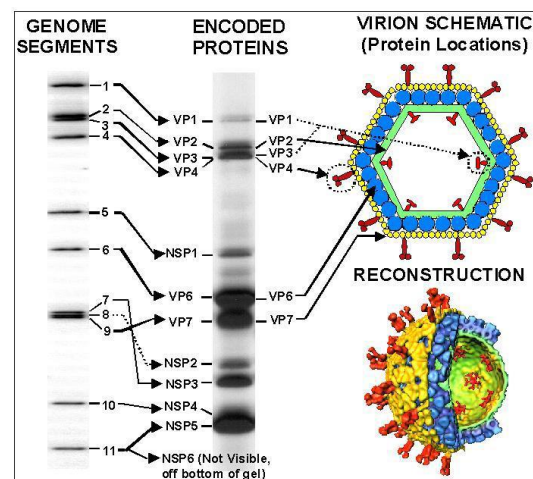 GENOME
SEGMENTS
ENCODED
PROTEINS
VIRION SCHEMATIC
(Protein Locations)
1
2
3
4
5
6
7
8
9
10
11
VP1
VP2
VP3
VP4
NSP1
VP6
VP7
NSP2
NSP3
NSP4
NSP5
NSP6 (Not Visible,
off bottom of gel)
VP1
VP2
VP3
VP4
VP6
VP7
RECONSTRUCTION